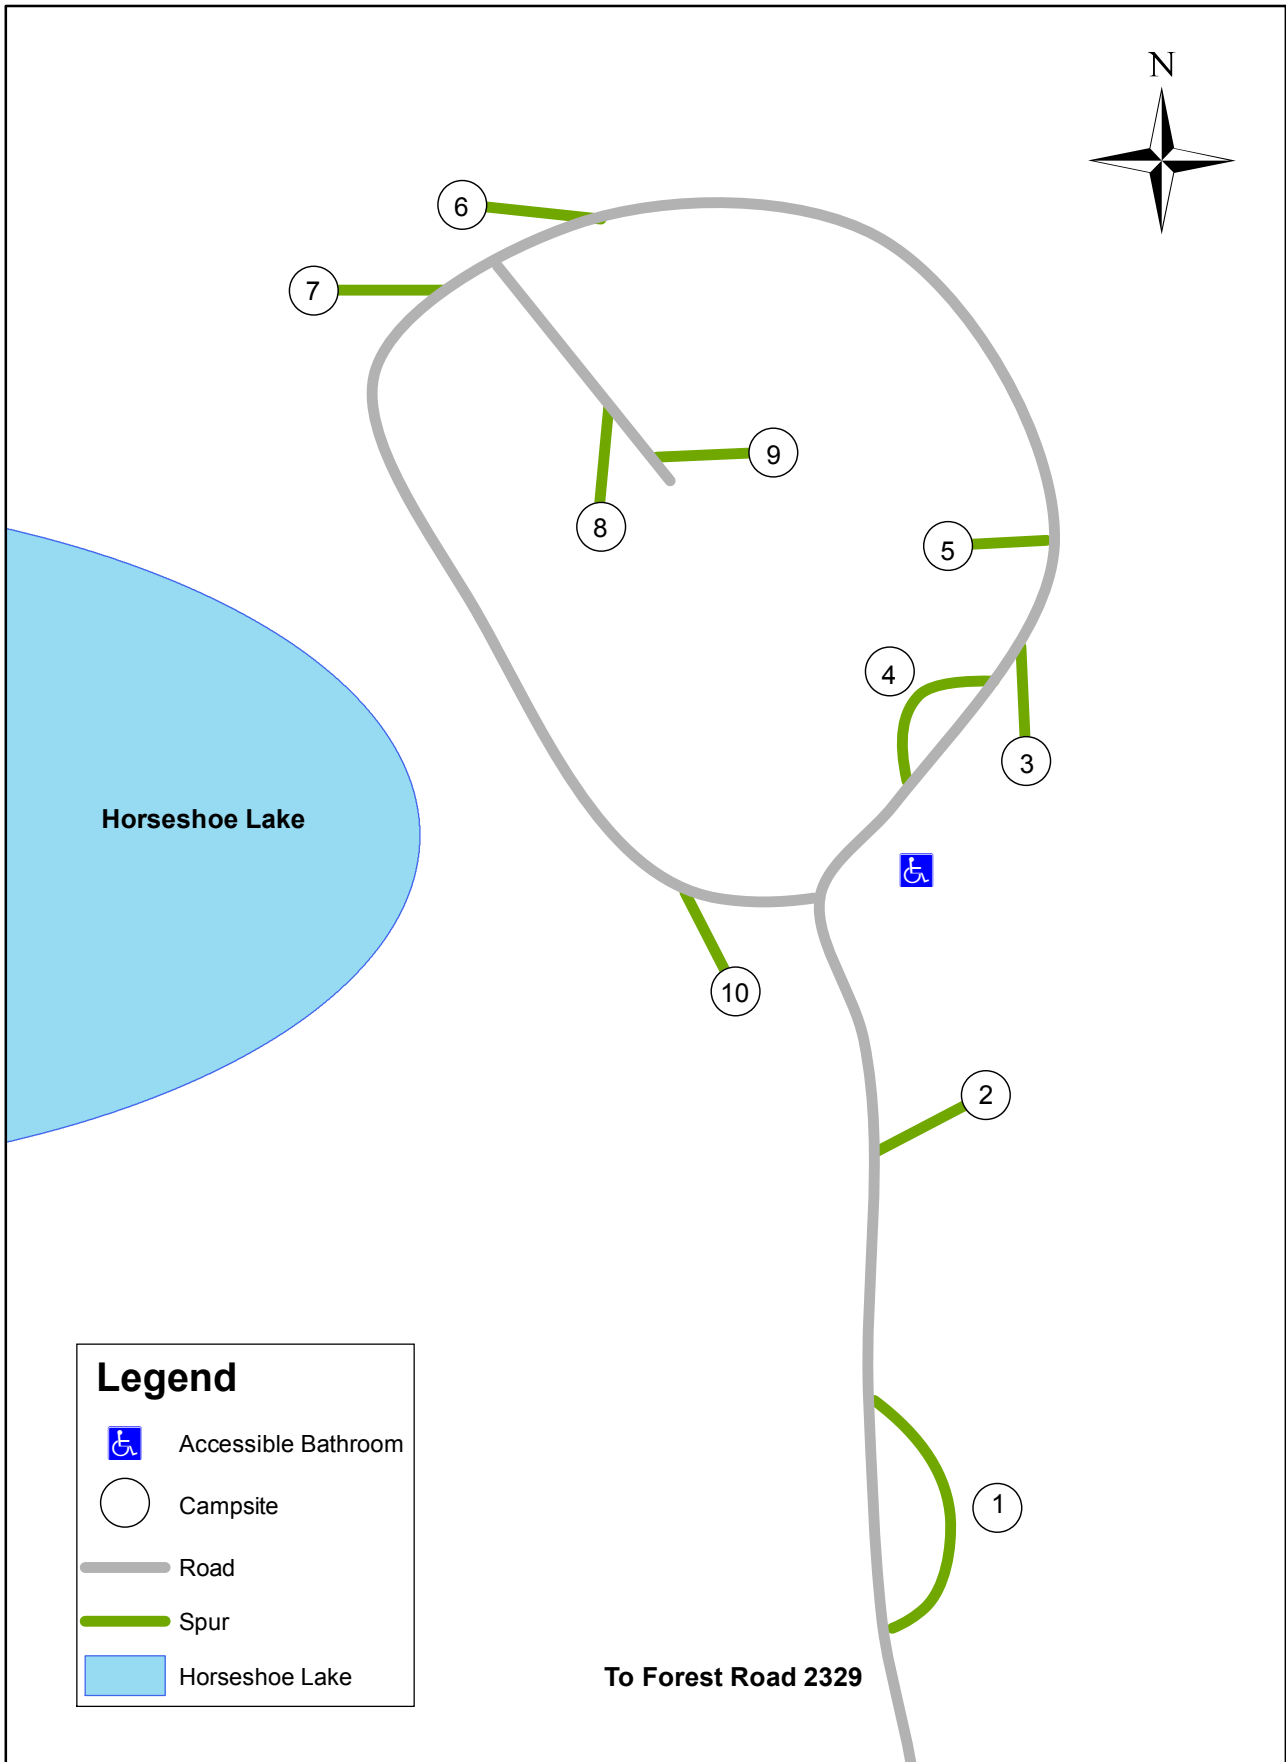 N
6
7
9
8
5
4
3
Horseshoe Lake
10
2
1
Legend
Accessible Bathroom
Campsite
Road
Spur
Horseshoe Lake
To Forest Road 2329